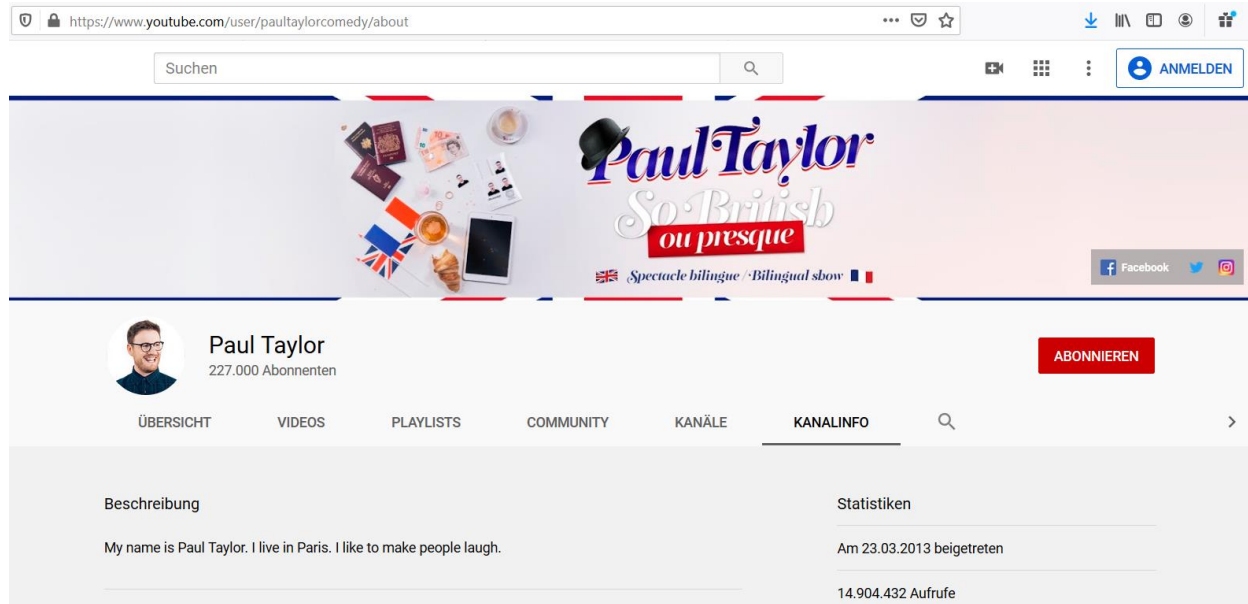 https://www.youtube.com/user/paultaylorcomedy/about
Suchen
ANMELDEN
Paul Taylor
So British
ou presque
Spectacle bilingue / Bilingual show
Facebook
Paul Taylor
227.000 Abonnenten
ABONNIEREN
ÜBERSICHT VIDEOS PLAYLISTS COMMUNITY KANÄLE KANALINFO
Beschreibung
Statistiken
My name is Paul Taylor. I live in Paris. I like to make people laugh.
Am 23.03.2013 beigetreten
14.904.432 Aufrufe